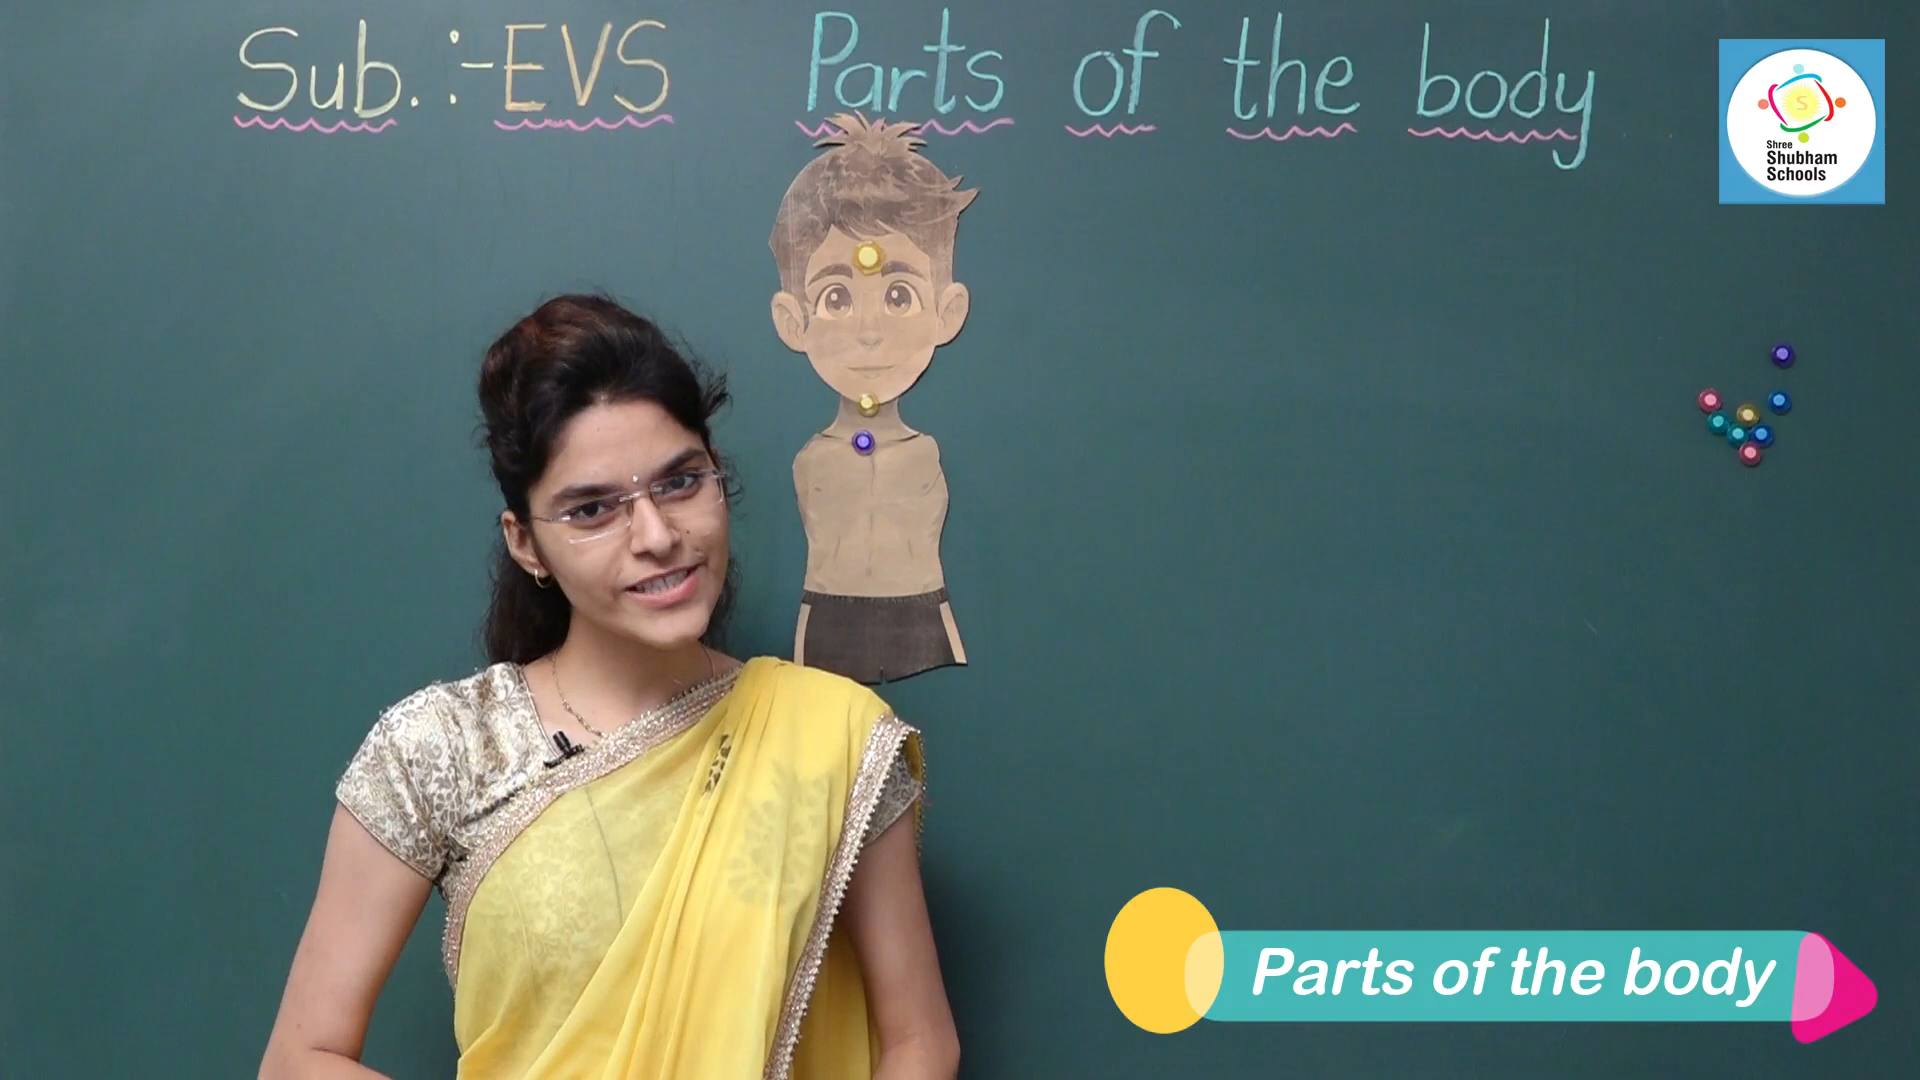 Sub. :- EVS Parts of the body
S
Shree
Shubham
Schools
Parts of the body